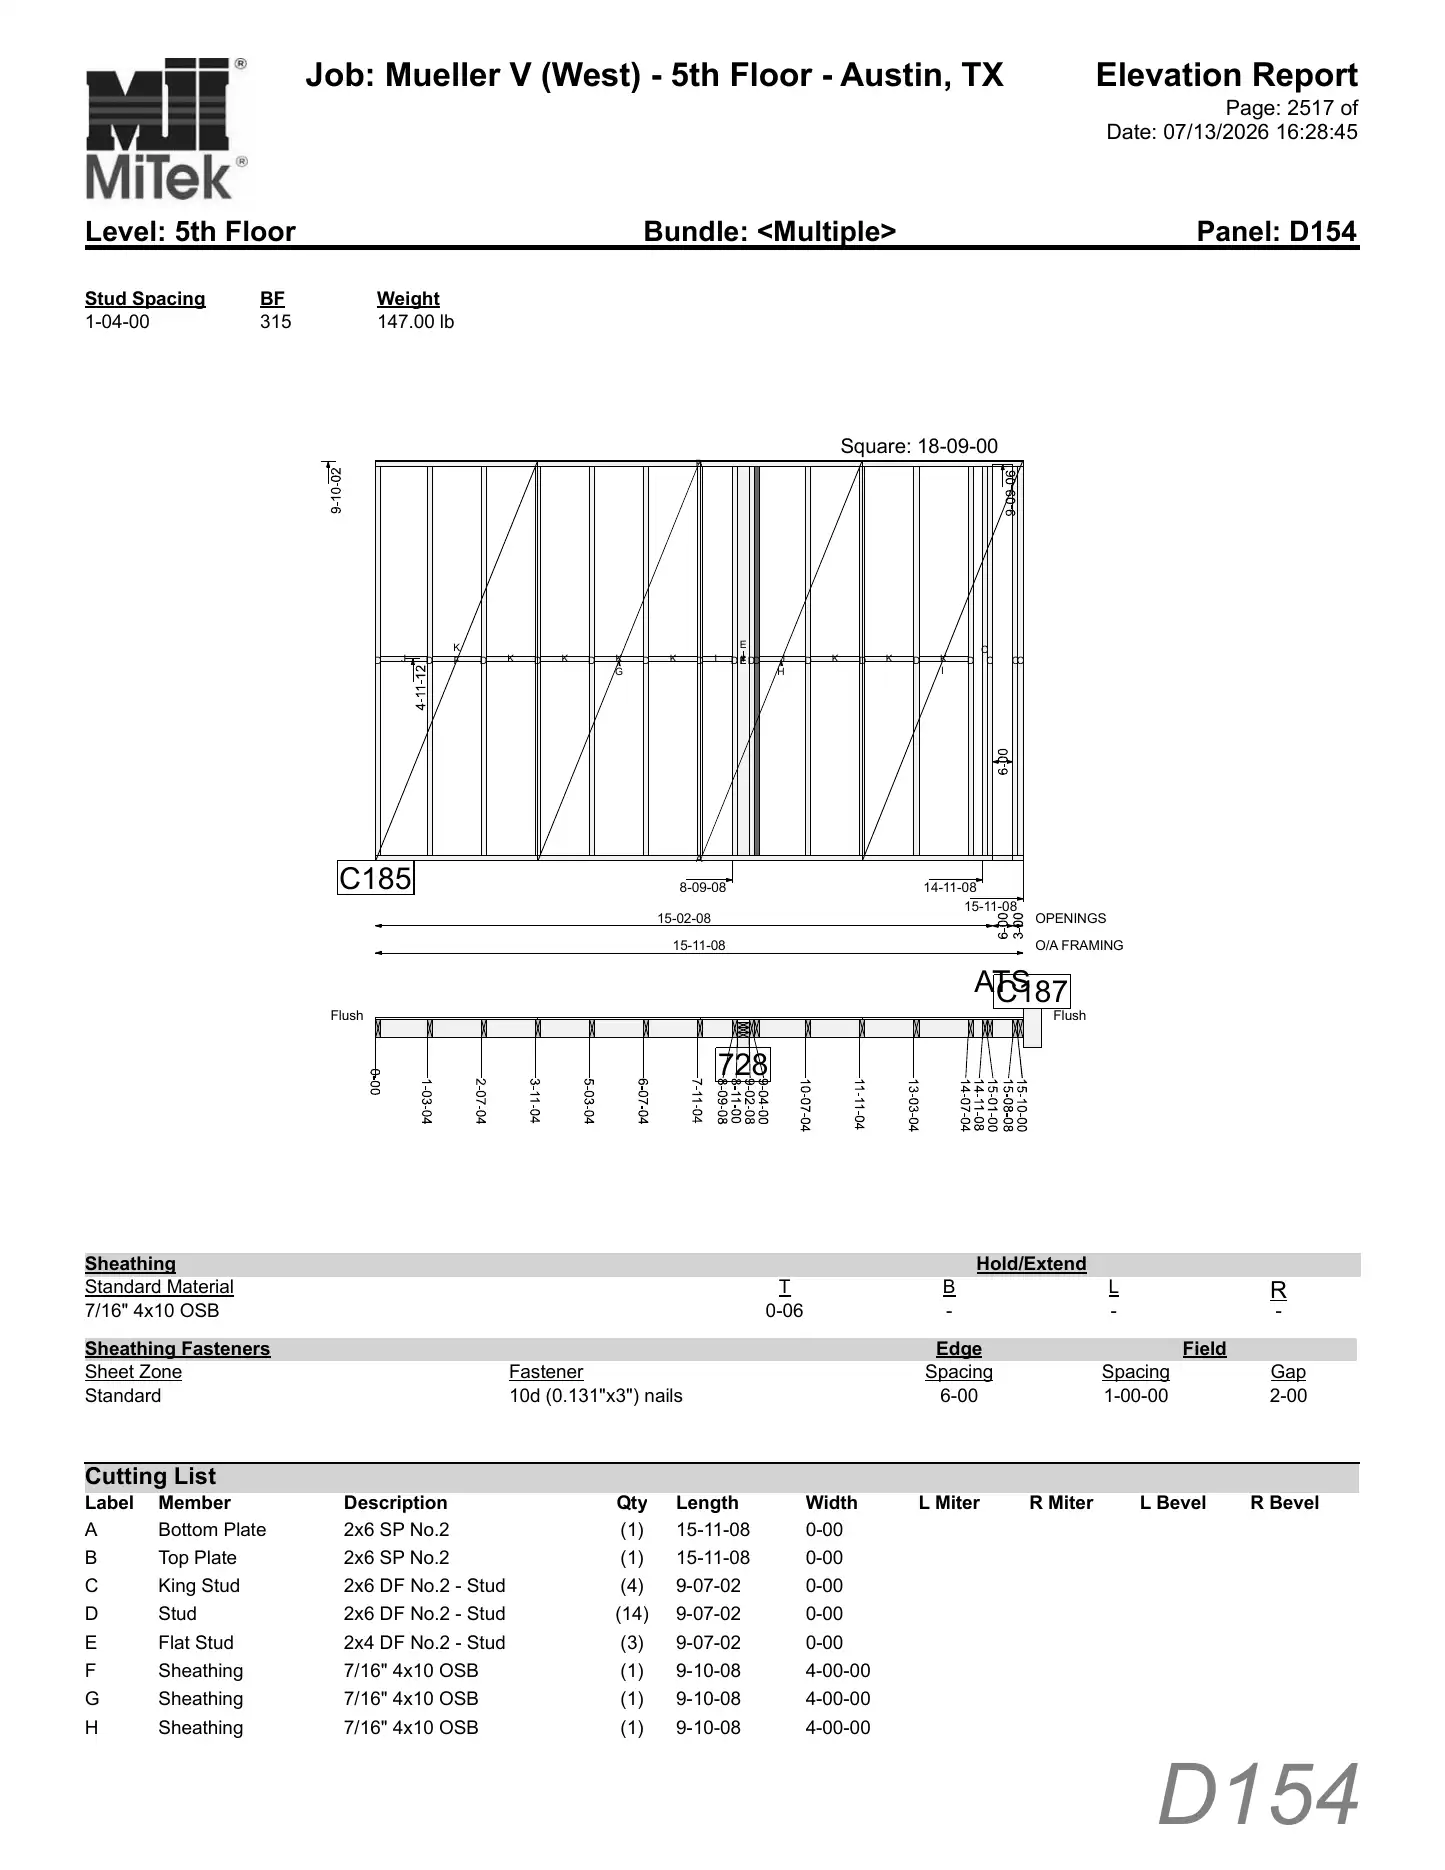 MiTek
Job: Mueller V (West) - 5th Floor - Austin, TX
Elevation Report
Page: 2517 of
Date: 07/13/2026 16:28:45
Level: 5th Floor Bundle: <Multiple> Panel: D154
Stud Spacing BF Weight
1-04-00 315 147.00 lb
Square: 18-09-00
9-10-02
9-09-06
E
K
C
K K K K K K K
G H I
4-11-12
6-00
C185
8-09-08 14-11-08
15-11-08
15-02-08 6-00 3-00 OPENINGS
15-11-08 O/A FRAMING
ATS
C187
Flush Flush
728
0-00 1-03-04 2-07-04 3-11-04 5-03-04 6-07-04 7-11-04 8-09-08 8-11-00 9-02-08 9-04-00 10-07-04 11-11-04 13-03-04 14-07-04 14-11-08 15-01-00 15-08-08 15-10-00
Sheathing Hold/Extend
Standard Material T B L R
7/16" 4x10 OSB 0-06 - - -
Sheathing Fasteners Edge Field
Sheet Zone Fastener Spacing Spacing Gap
Standard 10d (0.131"x3") nails 6-00 1-00-00 2-00
Cutting List
Label Member Description Qty Length Width L Miter R Miter L Bevel R Bevel
A Bottom Plate 2x6 SP No.2 (1) 15-11-08 0-00
B Top Plate 2x6 SP No.2 (1) 15-11-08 0-00
C King Stud 2x6 DF No.2 - Stud (4) 9-07-02 0-00
D Stud 2x6 DF No.2 - Stud (14) 9-07-02 0-00
E Flat Stud 2x4 DF No.2 - Stud (3) 9-07-02 0-00
F Sheathing 7/16" 4x10 OSB (1) 9-10-08 4-00-00
G Sheathing 7/16" 4x10 OSB (1) 9-10-08 4-00-00
H Sheathing 7/16" 4x10 OSB (1) 9-10-08 4-00-00
D154